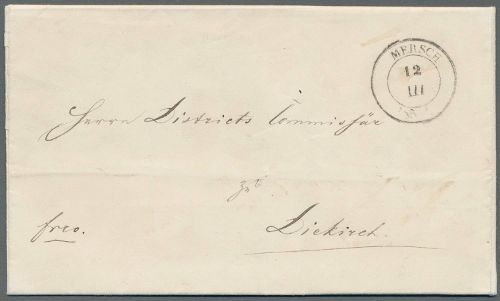 MERSCH
12
III
Herrn Districts Commissär
zu
Diekirch.
frco.